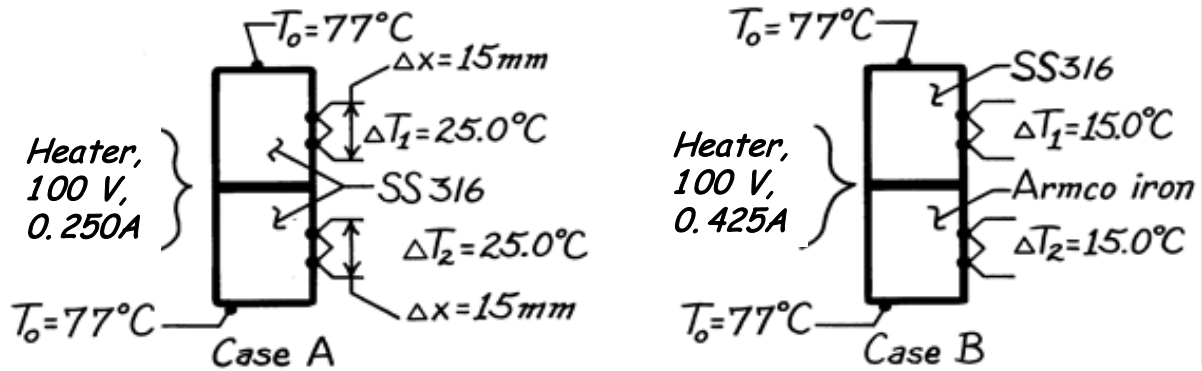 T₀=77°C
Δx=15mm
ΔT₁=25.0°C
Heater,
100 V,
0.250A
SS316
ΔT₂=25.0°C
Δx=15mm
T₀=77°C
Case A
T₀=77°C
SS316
ΔT₁=15.0°C
Heater,
100 V,
0.425A
Armco iron
ΔT₂=15.0°C
T₀=77°C
Case B